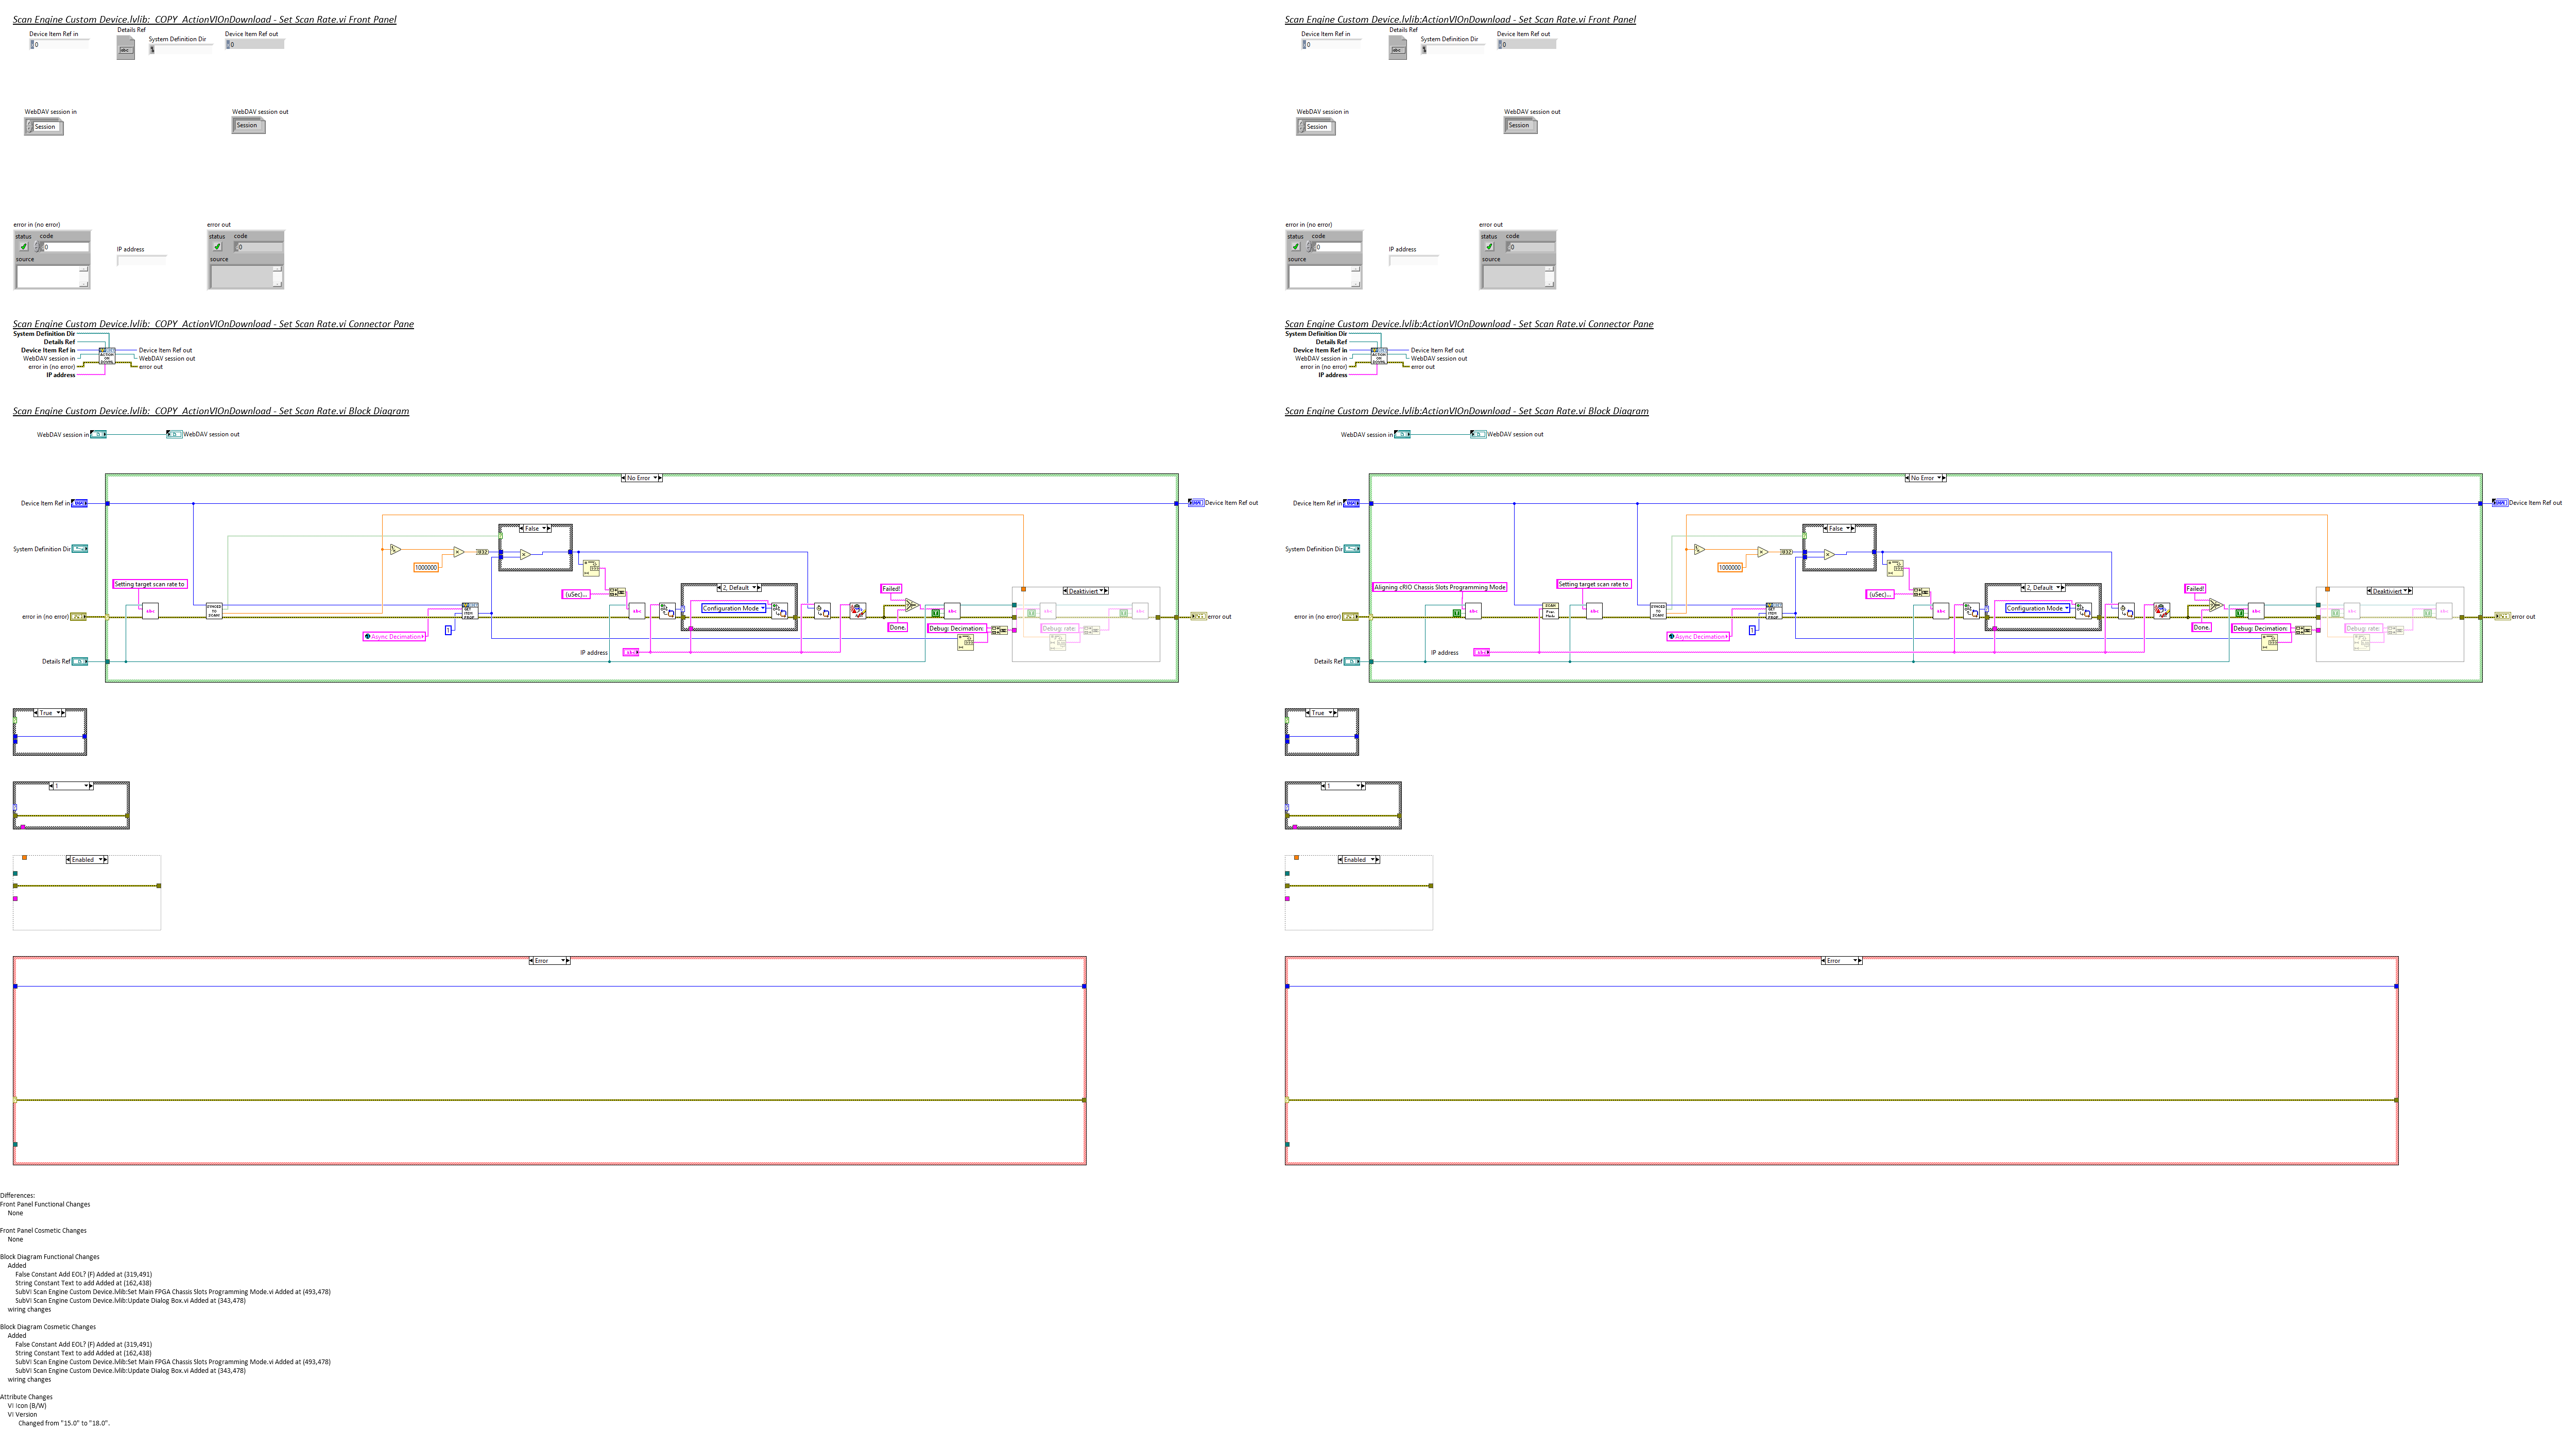 Scan Engine Custom Device.lvlib:_COPY_ActionVIOnDownload - Set Scan Rate.vi Front Panel
Device Item Ref in
Details Ref
System Definition Dir
Device Item Ref out
0
abc
0
WebDAV session in
WebDAV session out
Session
Session
error in (no error)
error out
status code
status code
0
0
IP address
source
source
Scan Engine Custom Device.lvlib:_COPY_ActionVIOnDownload - Set Scan Rate.vi Connector Pane
System Definition Dir
Details Ref
Device Item Ref in
Device Item Ref out
WebDAV session in
WebDAV session out
error in (no error)
error out
IP address
Scan Engine Custom Device.lvlib:_COPY_ActionVIOnDownload - Set Scan Rate.vi Block Diagram
WebDAV session in
WebDAV session out
No Error
Device Item Ref in
Device Item Ref out
False
System Definition Dir
1000000
U32
Setting target scan rate to
(uSec)...
2, Default
Configuration Mode
Failed!
Deaktiviert
error in (no error)
error out
Async Decimation
1
Done.
Debug: Decimation:
Debug: rate:
IP address
Details Ref
True
1
Enabled
Error
Scan Engine Custom Device.lvlib:ActionVIOnDownload - Set Scan Rate.vi Front Panel
Device Item Ref in
Details Ref
System Definition Dir
Device Item Ref out
0
abc
0
WebDAV session in
WebDAV session out
Session
Session
error in (no error)
error out
status code
status code
0
0
IP address
source
source
Scan Engine Custom Device.lvlib:ActionVIOnDownload - Set Scan Rate.vi Connector Pane
System Definition Dir
Details Ref
Device Item Ref in
Device Item Ref out
WebDAV session in
WebDAV session out
error in (no error)
error out
IP address
Scan Engine Custom Device.lvlib:ActionVIOnDownload - Set Scan Rate.vi Block Diagram
WebDAV session in
WebDAV session out
No Error
Device Item Ref in
Device Item Ref out
False
System Definition Dir
1000000
U32
Aligning cRIO Chassis Slots Programming Mode
Setting target scan rate to
(uSec)...
2, Default
Configuration Mode
Failed!
Deaktiviert
error in (no error)
error out
Async Decimation
1
Done.
Debug: Decimation:
Debug: rate:
IP address
Details Ref
True
1
Enabled
Error
Differences:
Front Panel Functional Changes
None
Front Panel Cosmetic Changes
None
Block Diagram Functional Changes
Added
False Constant Add EOL? (F) Added at (319,491)
String Constant Text to add Added at (162,438)
SubVI Scan Engine Custom Device.lvlib:Set Main FPGA Chassis Slots Programming Mode.vi Added at (493,478)
SubVI Scan Engine Custom Device.lvlib:Update Dialog Box.vi Added at (343,478)
wiring changes
Block Diagram Cosmetic Changes
Added
False Constant Add EOL? (F) Added at (319,491)
String Constant Text to add Added at (162,438)
SubVI Scan Engine Custom Device.lvlib:Set Main FPGA Chassis Slots Programming Mode.vi Added at (493,478)
SubVI Scan Engine Custom Device.lvlib:Update Dialog Box.vi Added at (343,478)
wiring changes
Attribute Changes
VI Icon (B/W)
VI Version
Changed from "15.0" to "18.0".